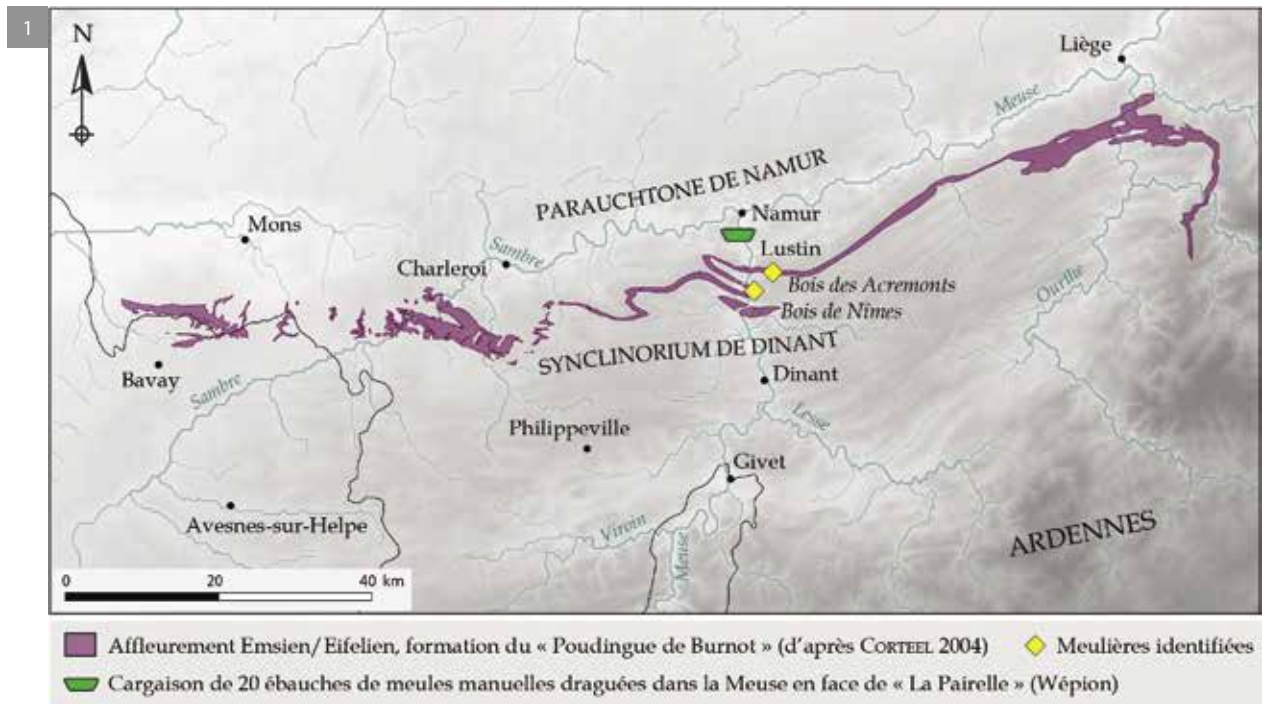 1
N
Liège
Meuse
PARAUCHTONE DE NAMUR
Namur
Mons
Sambre
Lustin
Charleroi
Bois des Acremonts
Ourthe
Bois de Nîmes
SYNCLINORIUM DE DINANT
Bavay
Sambre
Dinant
Lesse
Philippeville
Givet
Avesnes-sur-Helpe
Viroin
Meuse
ARDENNES
0 20 40 km
Affleurement Emsien/Eifelien, formation du « Poudingue de Burnot » (d'après CORTEEL 2004) Meulières identifiées
Cargaison de 20 ébauches de meules manuelles draguées dans la Meuse en face de « La Pairelle » (Wépion)